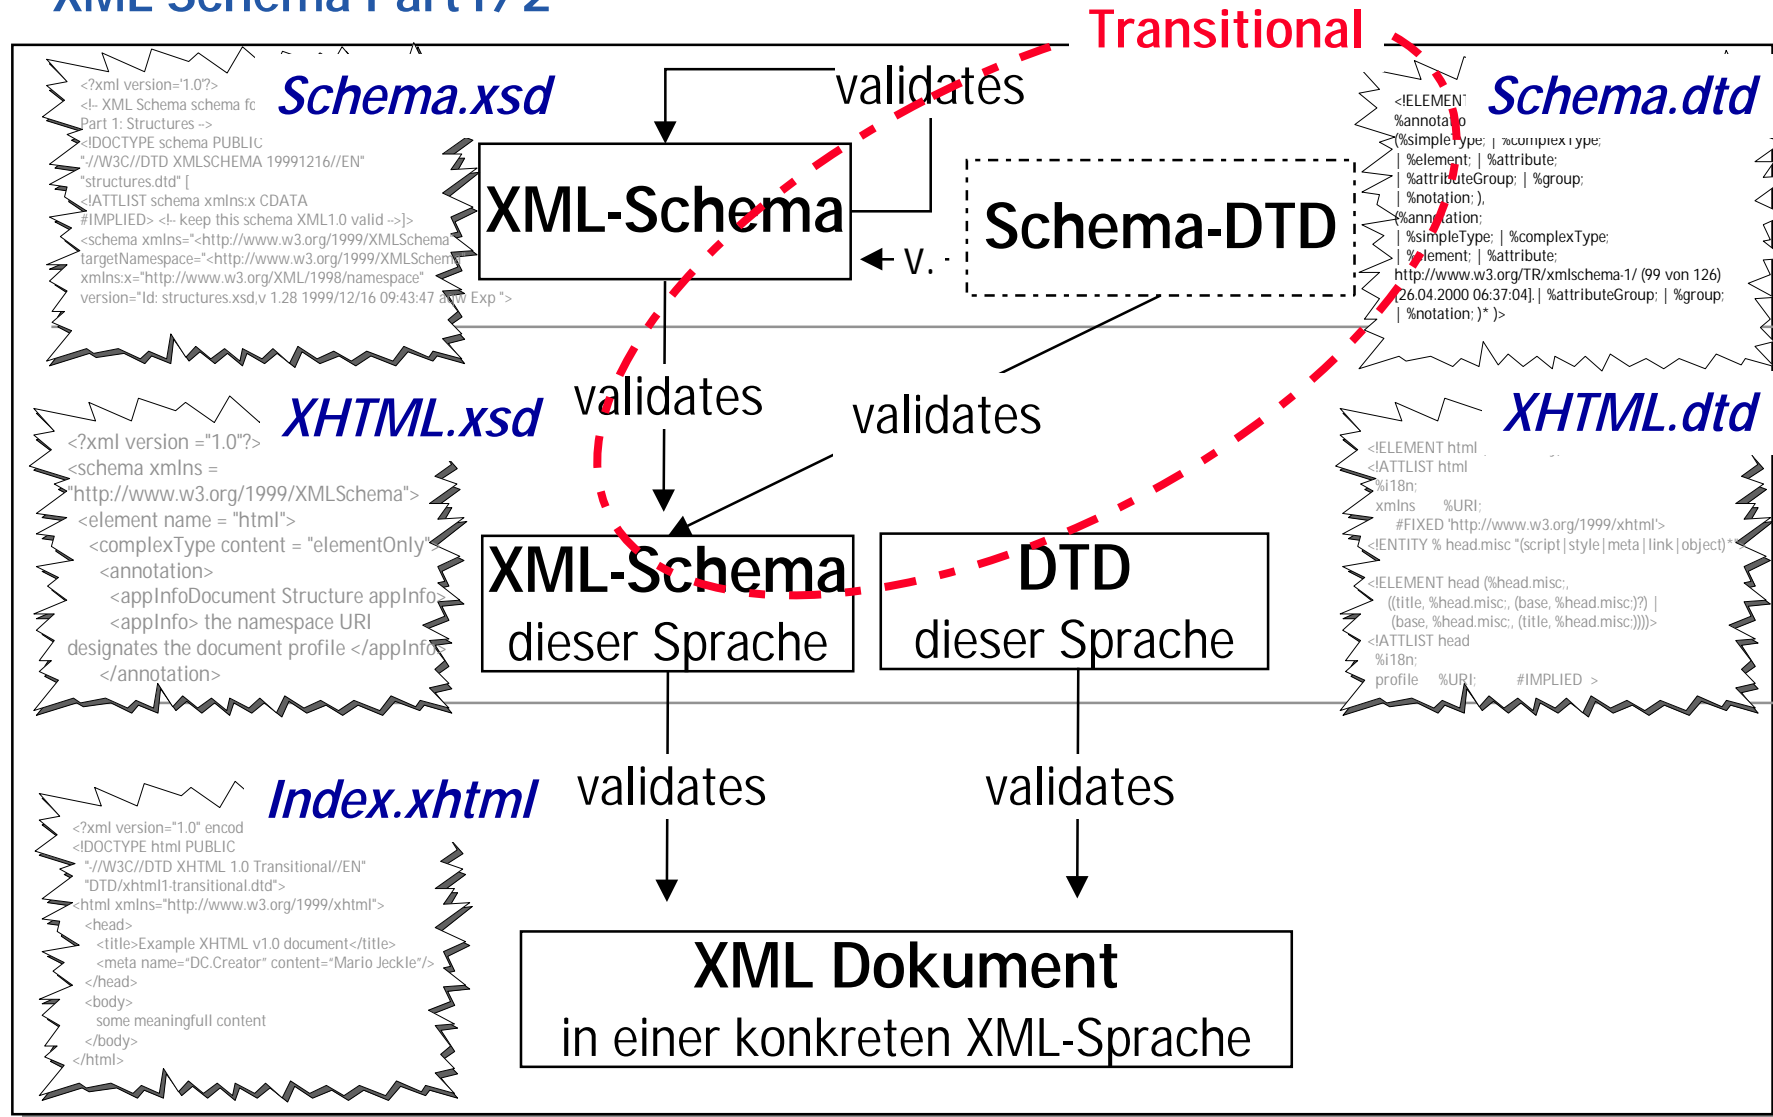 XML Schema Part 1/2
Transitional
Schema.xsd
<?xml version='1.0'?>
<!-- XML Schema schema fo
Part 1: Structures -->
<!DOCTYPE schema PUBLIC
"-//W3C//DTD XMLSCHEMA 19991216//EN"
"structures.dtd" [
<!ATTLIST schema xmlns:x CDATA
#IMPLIED> <!-- keep this schema XML1.0 valid -->]>
<schema xmlns="<http://www.w3.org/1999/XMLSchema"
targetNamespace="<http://www.w3.org/1999/XMLSchema"
xmlns:x="http://www.w3.org/XML/1998/namespace"
version="Id: structures.xsd,v 1.28 1999/12/16 09:43:47 aqw Exp ">
validates
XML-Schema
v.
Schema-DTD
Schema.dtd
<!ELEMENT
%annotatio
(%simpleType; | %complexType;
| %element; | %attribute;
| %attributeGroup; | %group;
| %notation; ),
(%annotation;
| %simpleType; | %complexType;
| %element; | %attribute;
http://www.w3.org/TR/xmlschema-1/ (99 von 126)
[26.04.2000 06:37:04].| %attributeGroup; | %group;
| %notation; )* )>
validates
validates
XHTML.xsd
<?xml version ="1.0"?>
<schema xmlns =
"http://www.w3.org/1999/XMLSchema">
<element name = "html">
<complexType content = "elementOnly">
<annotation>
<appInfoDocument Structure appInfo>
<appInfo> the namespace URI
designates the document profile </appInfo>
</annotation>
XML-Schema
dieser Sprache
DTD
dieser Sprache
XHTML.dtd
<!ELEMENT html
<!ATTLIST html
%i18n;
xmlns %URI;
#FIXED 'http://www.w3.org/1999/xhtml'>
<!ENTITY % head.misc "(script|style|meta|link|object)*">
<!ELEMENT head (%head.misc;,
((title, %head.misc;, (base, %head.misc;)?) |
(base, %head.misc;, (title, %head.misc;))))>
<!ATTLIST head
%i18n;
profile %URI; #IMPLIED >
validates
validates
Index.xhtml
<?xml version="1.0" encod
<!DOCTYPE html PUBLIC
"-//W3C//DTD XHTML 1.0 Transitional//EN"
"DTD/xhtml1-transitional.dtd">
<html xmlns="http://www.w3.org/1999/xhtml">
<head>
<title>Example XHTML v1.0 document</title>
<meta name="DC.Creator" content="Mario Jeckle"/>
</head>
<body>
some meaningfull content
</body>
</html>
XML Dokument
in einer konkreten XML-Sprache